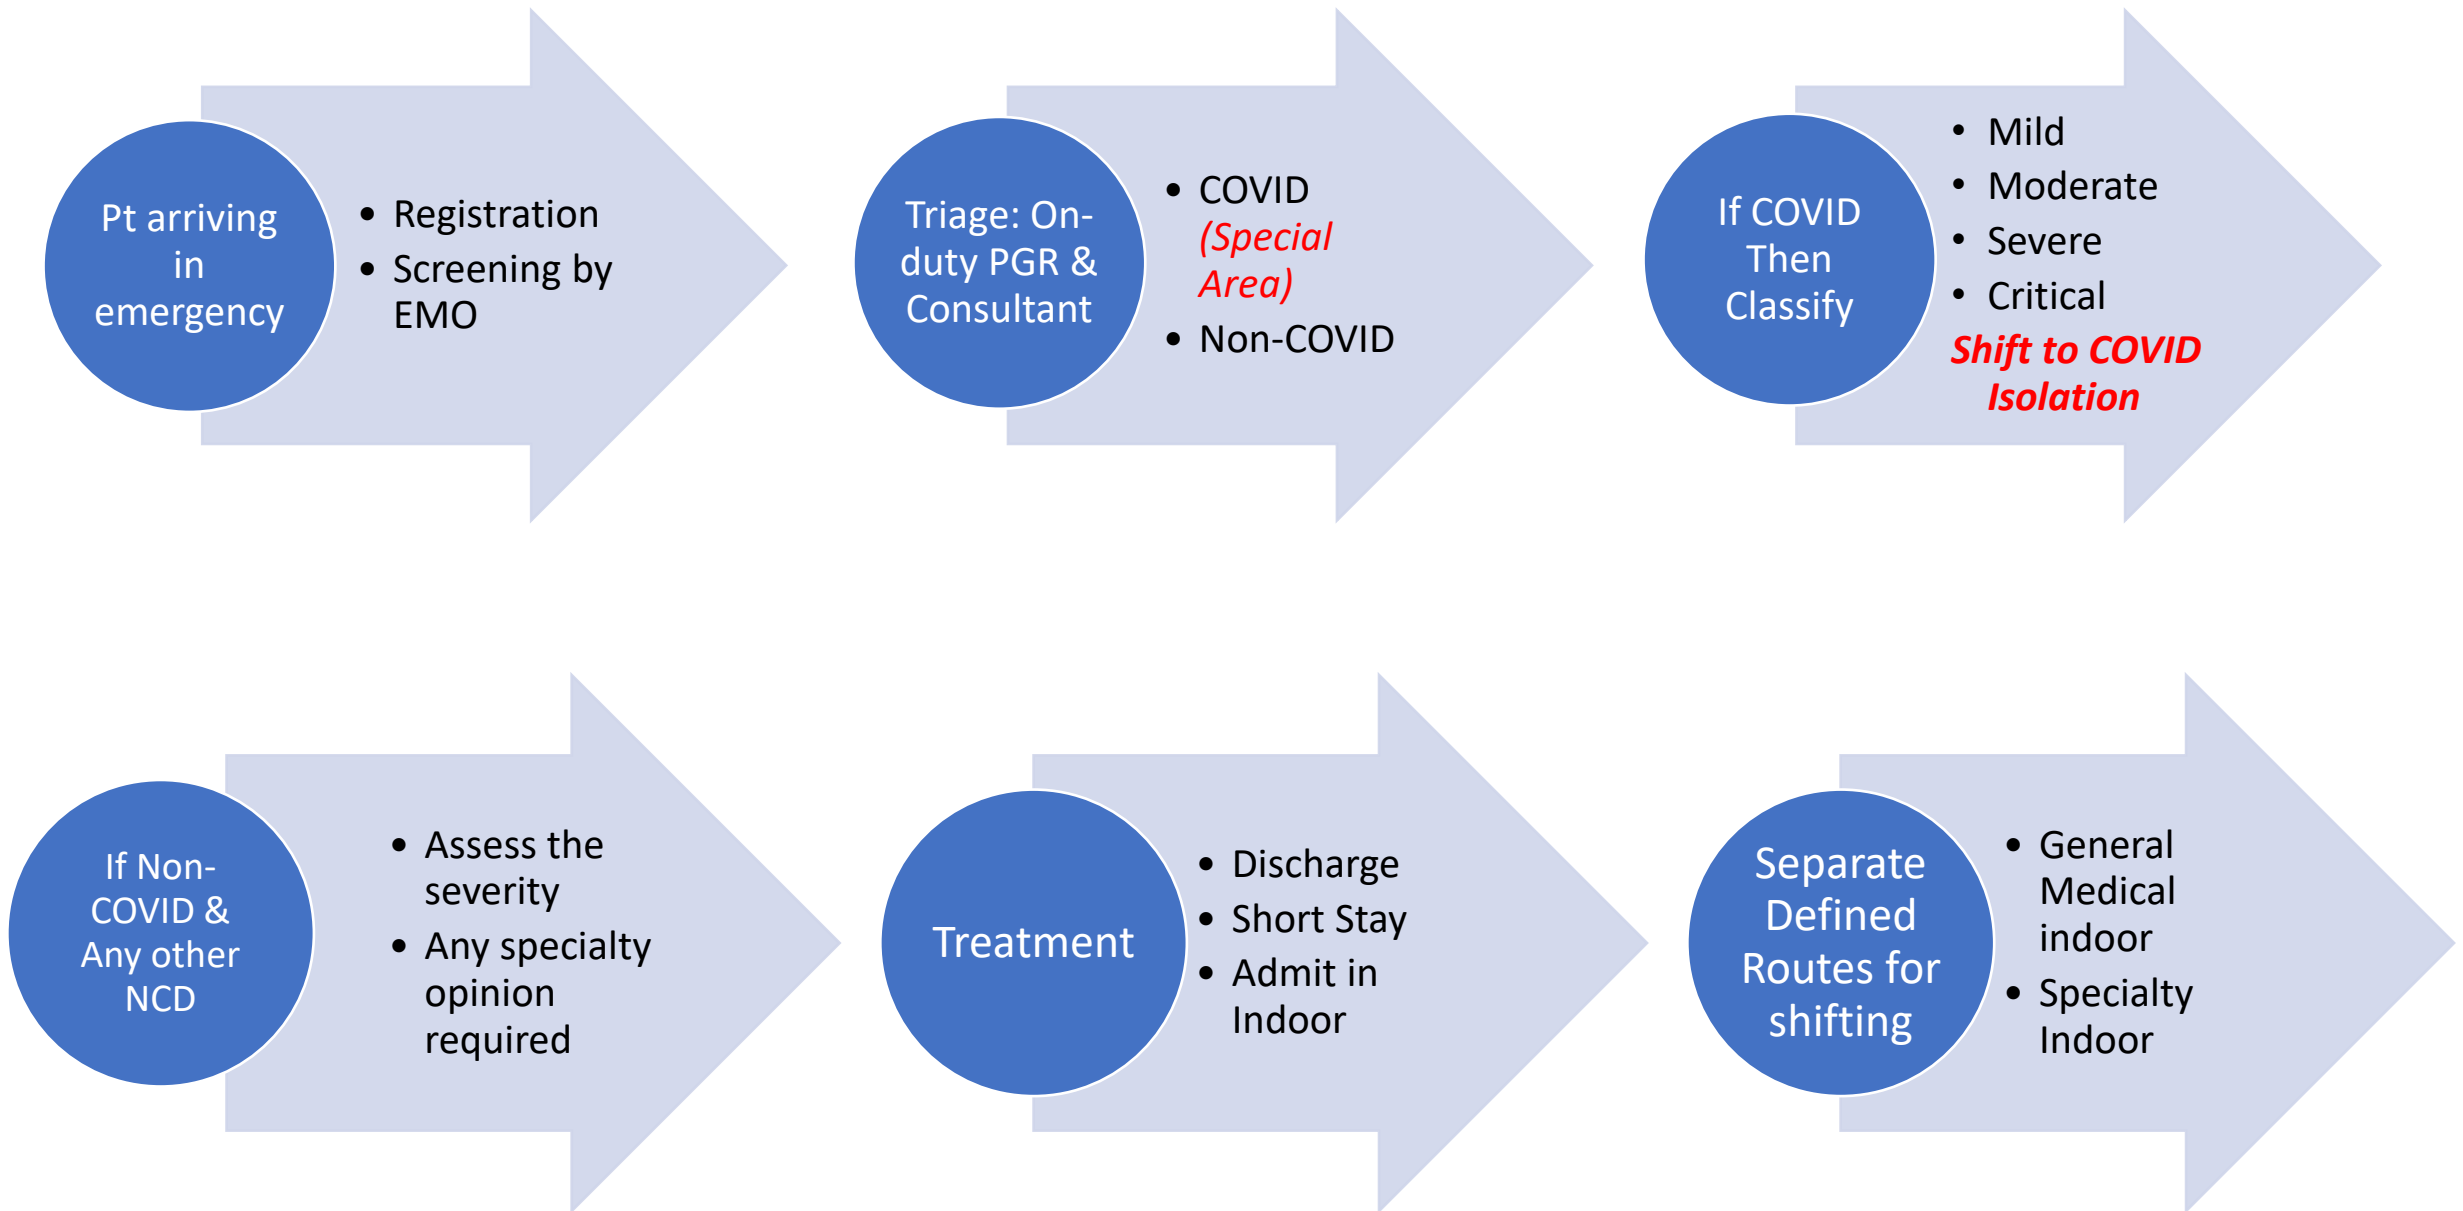 Pt arriving
in
emergency
• Registration
• Screening by
EMO
Triage: On-
duty PGR &
Consultant
• COVID
(Special
Area)
• Non-COVID
If COVID
Then
Classify
• Mild
• Moderate
• Severe
• Critical
Shift to COVID
Isolation
If Non-
COVID &
Any other
NCD
• Assess the
severity
• Any specialty
opinion
required
Treatment
• Discharge
• Short Stay
• Admit in
Indoor
Separate
Defined
Routes for
shifting
• General
Medical
indoor
• Specialty
Indoor